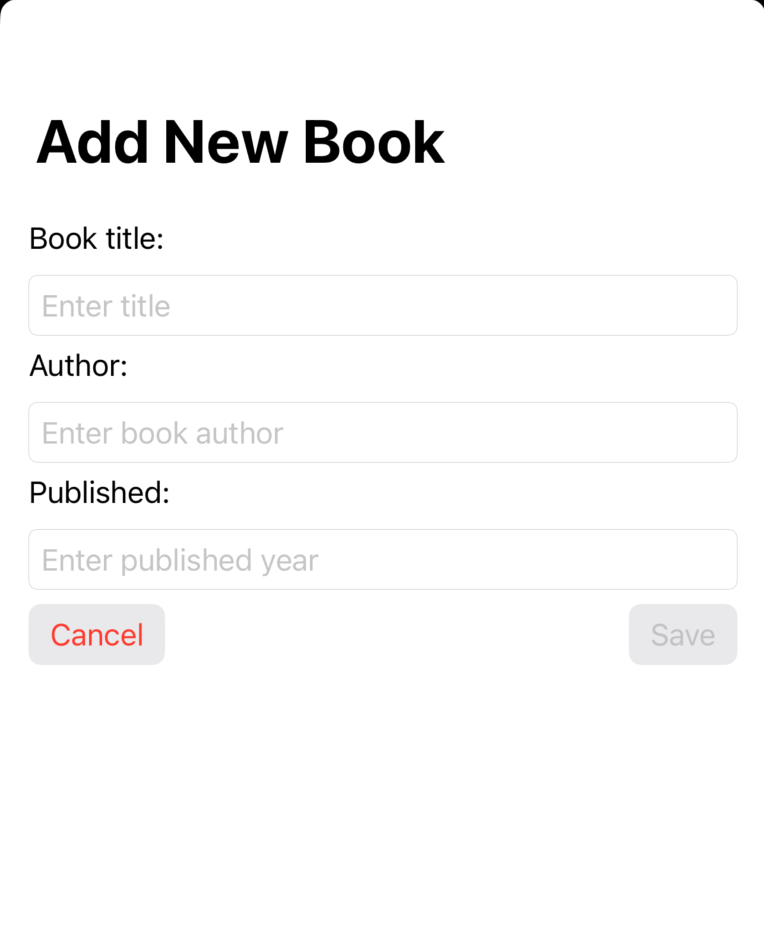 Add New Book
Book title:
Enter title
Author:
Enter book author
Published:
Enter published year
Cancel
Save